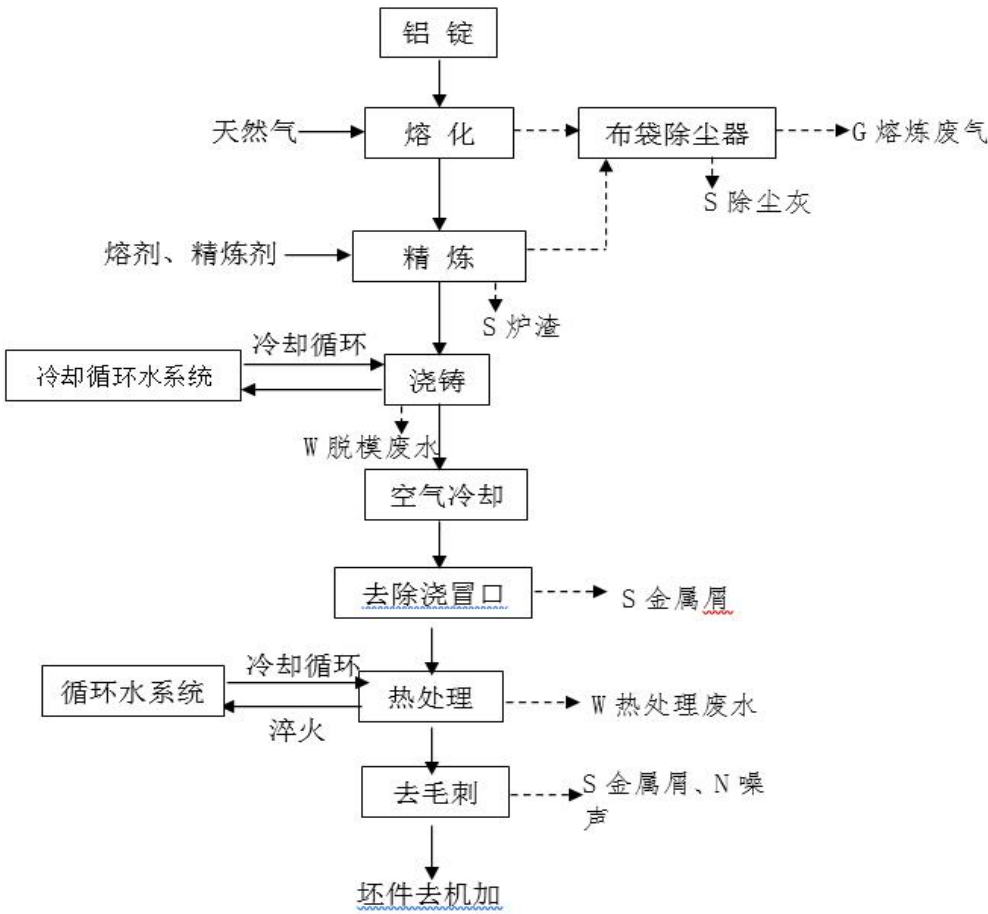 铝 锭
天然气
熔 化
布袋除尘器
G 熔炼废气
S 除尘灰
熔剂、精炼剂
精 炼
S 炉渣
冷却循环
冷却循环水系统
浇铸
W 脱模废水
空气冷却
去除浇冒口
S 金属屑
冷却循环
循环水系统
热处理
W 热处理废水
淬火
去毛刺
S 金属屑、N 噪
声
坯件去机加